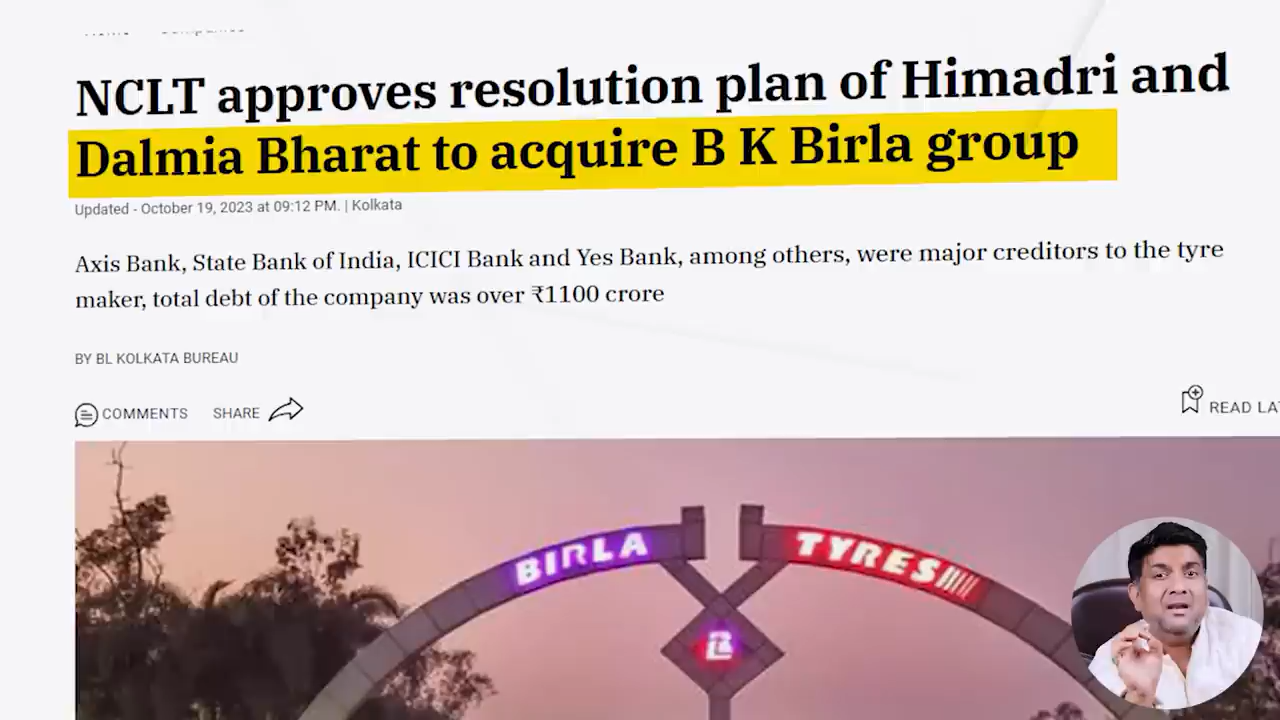 NCLT approves resolution plan of Himadri and
Dalmia Bharat to acquire B K Birla group
Updated - October 19, 2023 at 09:12 PM. | Kolkata
Axis Bank, State Bank of India, ICICI Bank and Yes Bank, among others, were major creditors to the tyre
maker, total debt of the company was over ₹1100 crore
BY BL KOLKATA BUREAU
COMMENTS SHARE READ LAT
BIRLA TYRES